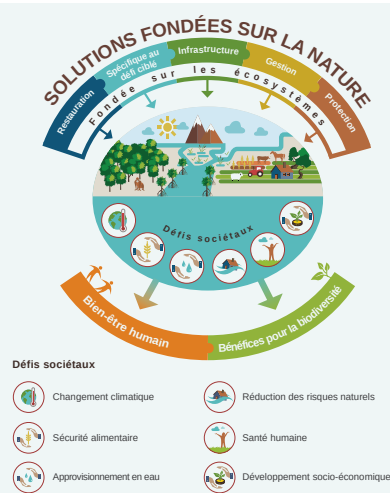 SOLUTIONS FONDÉES SUR LA NATURE
Restauration
Spécifique au
défi ciblé
Infrastructure
Gestion
Protection
Fondée sur les écosystèmes
Défis sociétaux
Bien-être humain
Bénéfices pour la biodiversité
Défis sociétaux
Changement climatique
Réduction des risques naturels
Sécurité alimentaire
Santé humaine
Approvisionnement en eau
Développement socio-économique